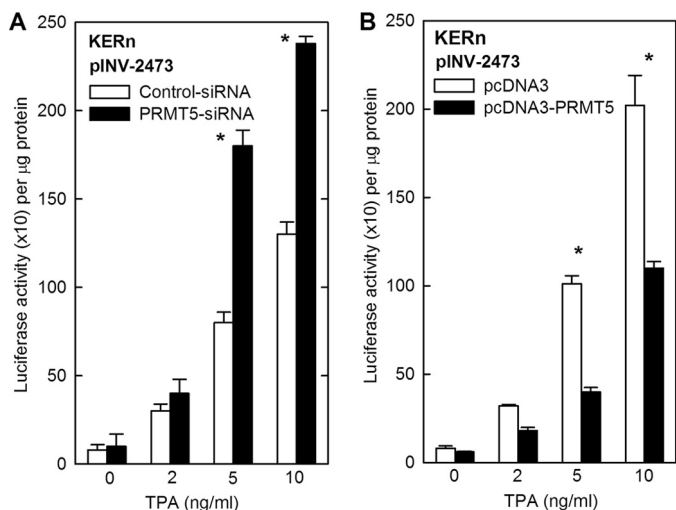 A
KERn
pINV-2473
Control-siRNA
PRMT5-siRNA
*
*
Luciferase activity (x10) per µg protein
250
200
150
100
50
0
0 2 5 10
TPA (ng/ml)
B
KERn
pINV-2473
pcDNA3
pcDNA3-PRMT5
*
*
Luciferase activity (x10) per µg protein
250
200
150
100
50
0
0 2 5 10
TPA (ng/ml)